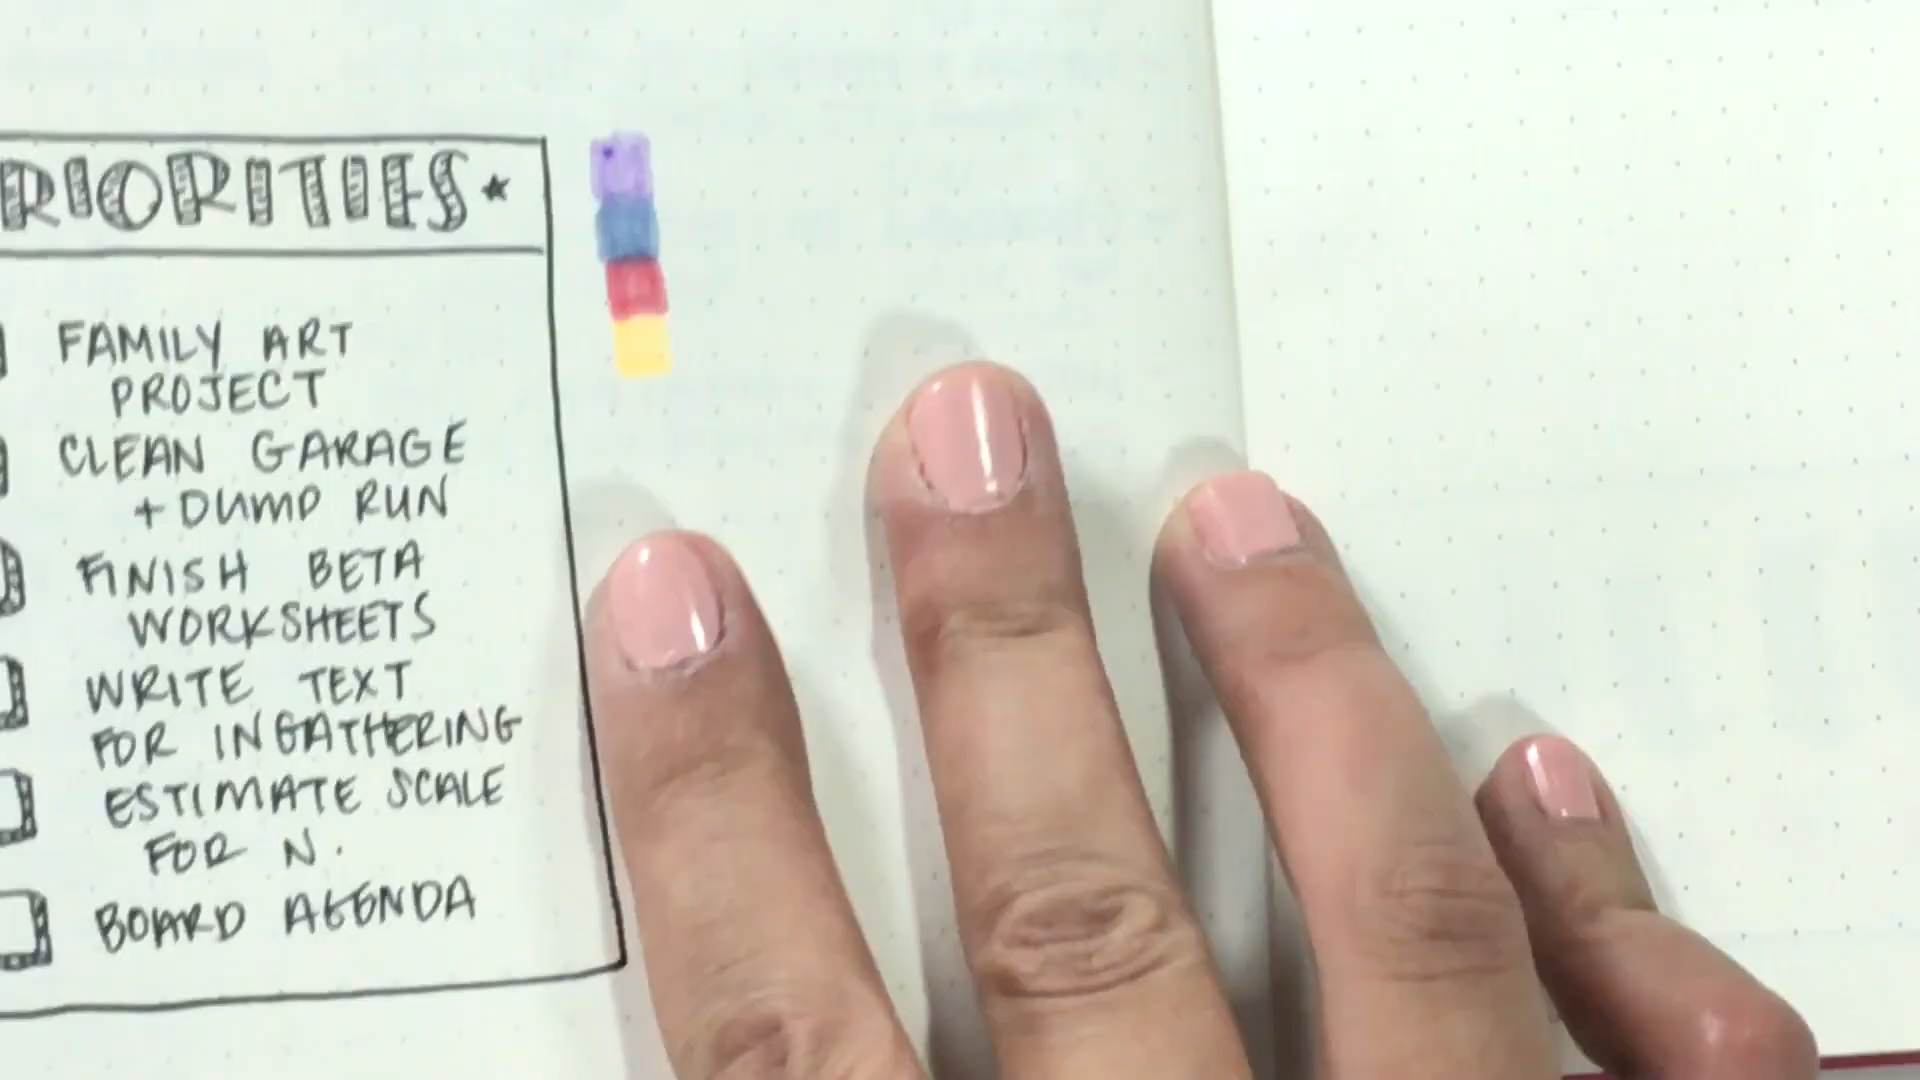 RIORITIES
FAMILY ART
PROJECT
CLEAN GARAGE
+ DUMP RUN
FINISH BETA
WORKSHEETS
WRITE TEXT
FOR INGATHERING
ESTIMATE SCALE
FOR N.
BOARD AGENDA